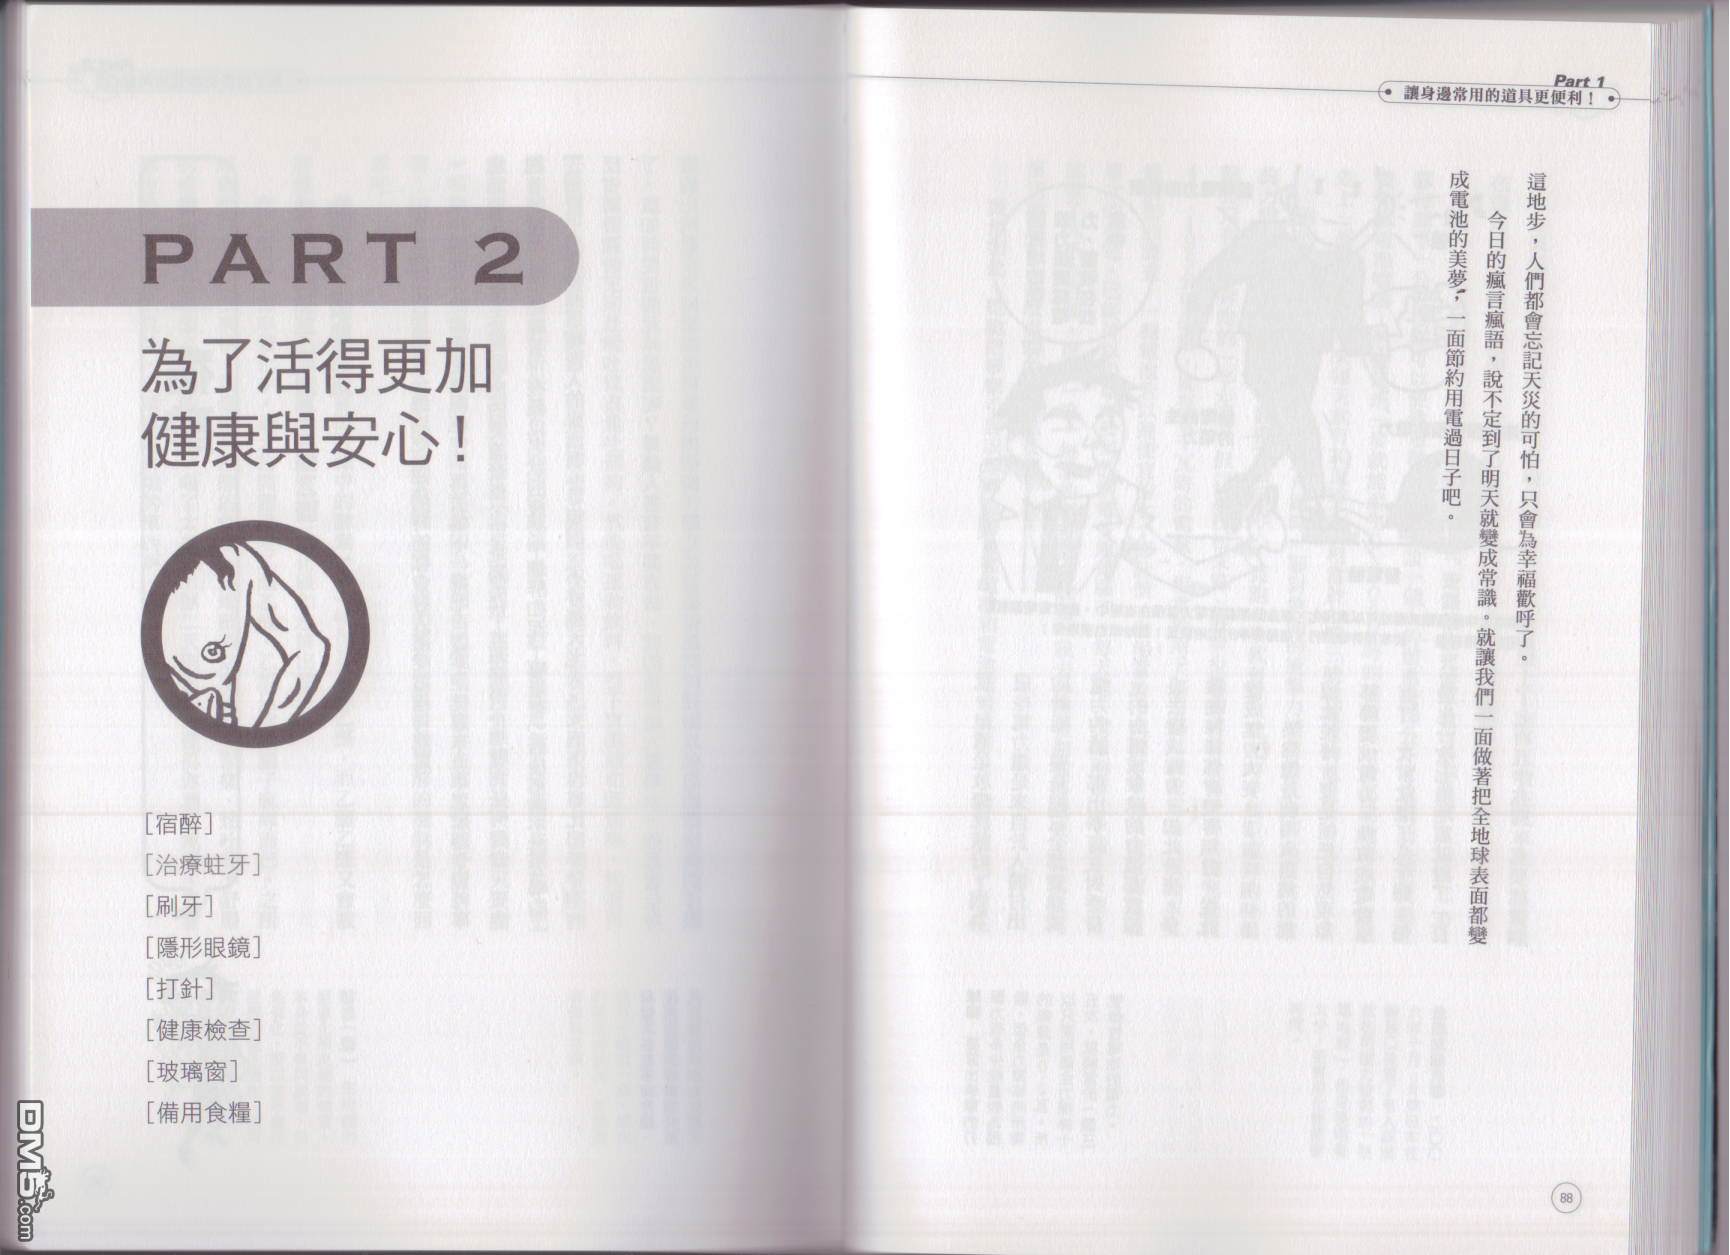 Part 1
讓身邊常用的道具更便利！
這地步，人們都會忘記天災的可怕，只會為幸福歡呼了。
今日的瘋言瘋語，說不定到了明天就變成常識。就讓我們一面做著把全地球表面都變
成電池的美夢，一面節約用電過日子吧。
88
PART 2
為了活得更加
健康與安心！
［宿醉］
［治療蛀牙］
［刷牙］
［隱形眼鏡］
［打針］
［健康檢查］
［玻璃窗］
［備用食糧］
DM5.com